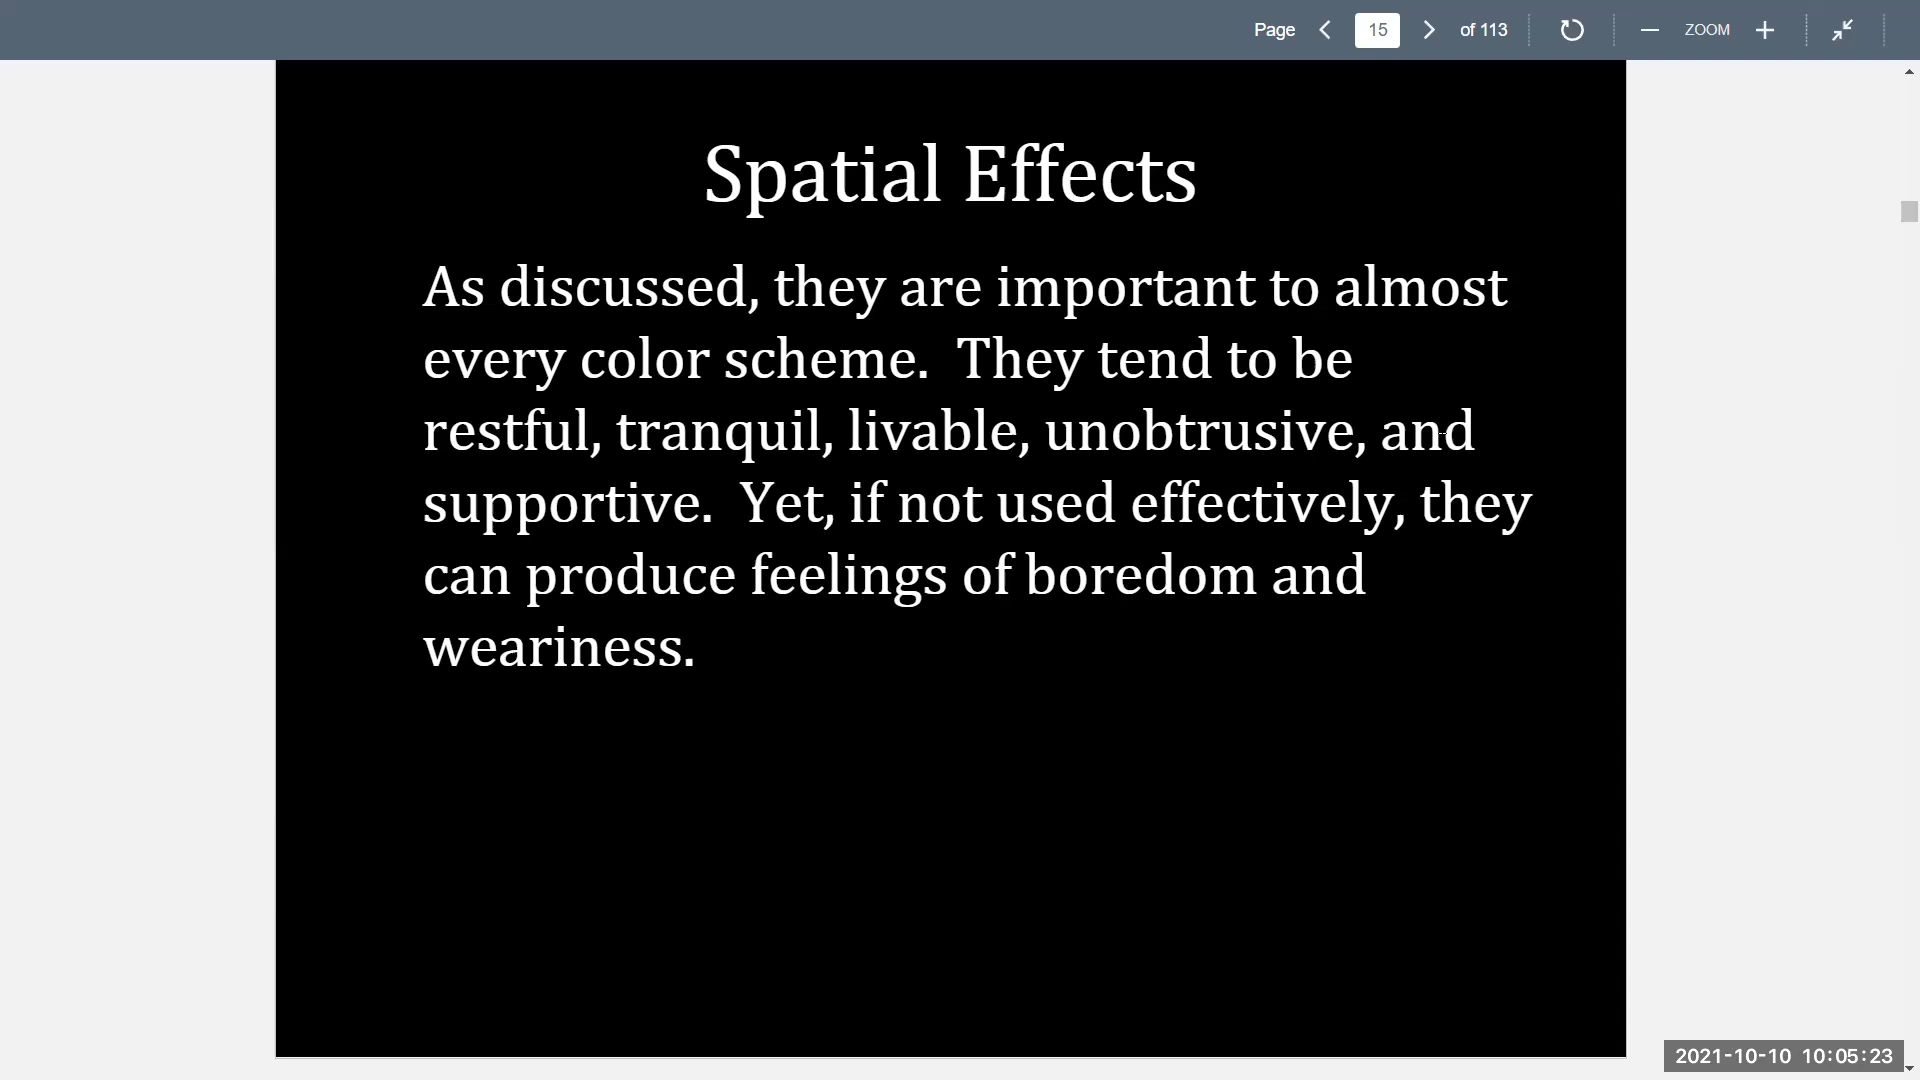 Page 15 of 113 ZOOM
Spatial Effects
As discussed, they are important to almost
every color scheme.  They tend to be
restful, tranquil, livable, unobtrusive, and
supportive.  Yet, if not used effectively, they
can produce feelings of boredom and
weariness.
2021-10-10 10:05:23